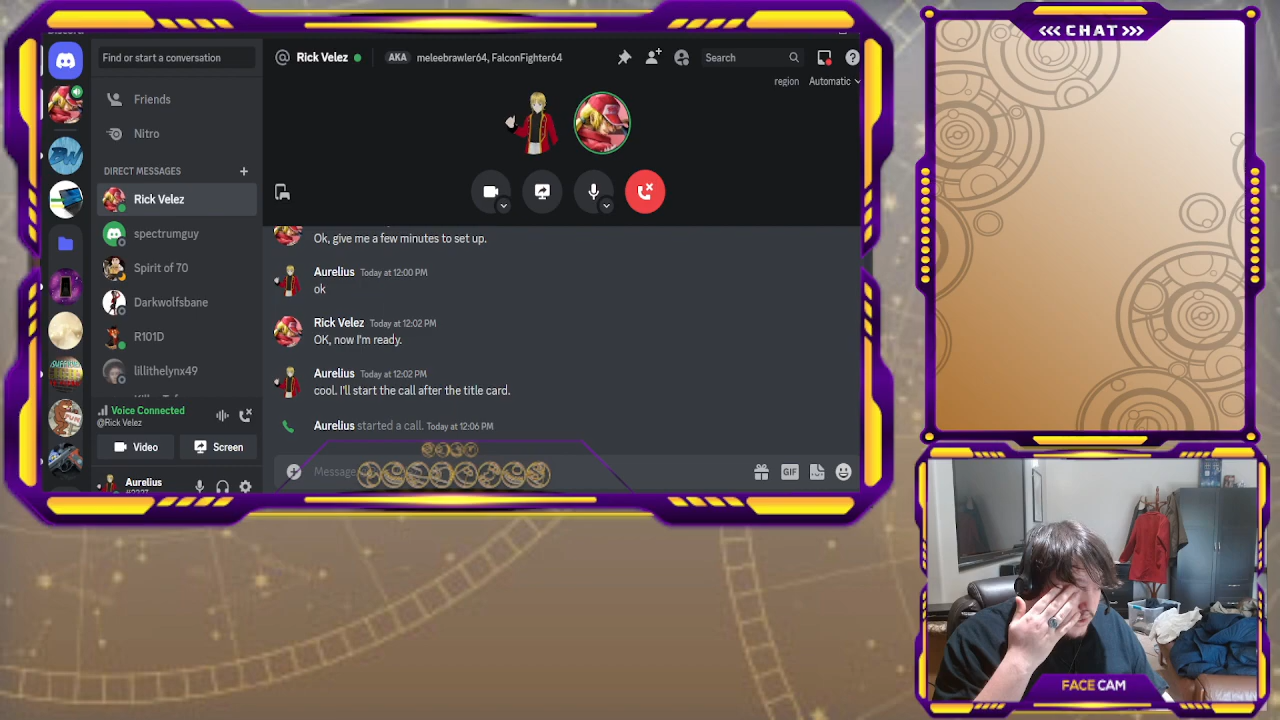 Find or start a conversation
Friends
Nitro
DIRECT MESSAGES
Rick Velez
spectrumguy
Spirit of 70
Darkwolfsbane
R101D
lillithelynx49
Voice Connected
@Rick Velez
Video
Screen
Aurelius
@ Rick Velez AKA meleebrawler64, FalconFighter64
Search
region Automatic
Ok, give me a few minutes to set up.
Aurelius Today at 12:00 PM
ok
Rick Velez Today at 12:02 PM
OK, now I'm ready.
Aurelius Today at 12:02 PM
cool. I'll start the call after the title card.
Aurelius started a call. Today at 12:06 PM
Message
GIF
CHAT
FACE CAM